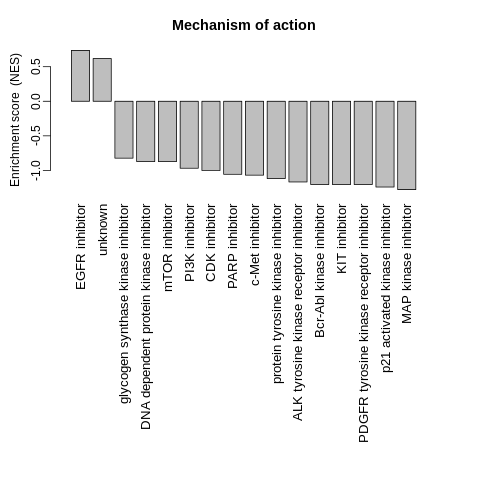 Mechanism of action
Enrichment score (NES)
0.5
0.0
-0.5
-1.0
EGFR inhibitor
unknown
glycogen synthase kinase inhibitor
DNA dependent protein kinase inhibitor
mTOR inhibitor
PI3K inhibitor
CDK inhibitor
PARP inhibitor
c-Met inhibitor
protein tyrosine kinase inhibitor
ALK tyrosine kinase receptor inhibitor
Bcr-Abl kinase inhibitor
KIT inhibitor
PDGFR tyrosine kinase receptor inhibitor
p21 activated kinase inhibitor
MAP kinase inhibitor